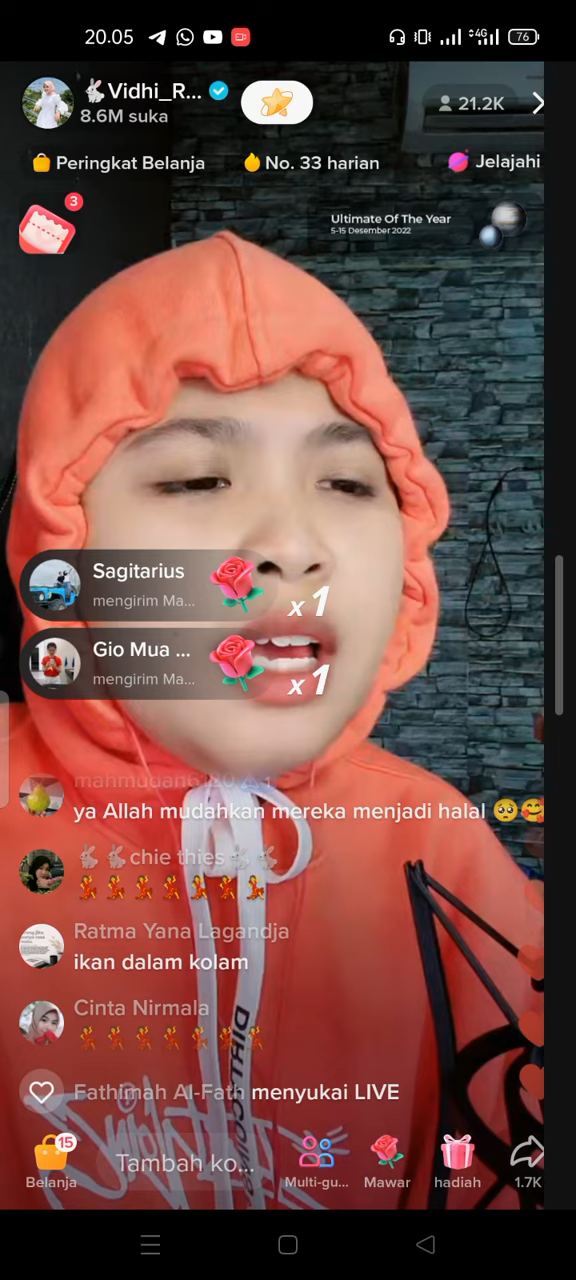 20.05
4G
76
Vidhi_R...
8.6M suka
21.2K
Peringkat Belanja
No. 33 harian
Jelajahi
3
Ultimate Of The Year
5-15 Desember 2022
Sagitarius
mengirim Ma...
x1
Gio Mua ...
mengirim Ma...
x1
ya Allah mudahkan mereka menjadi halal 🥺🥰
🐇🐇chie thies🐇🐇
💃💃💃💃💃💃💃
Ratma Yana Lagandja
ikan dalam kolam
Cinta Nirmala
💃💃💃💃💃💃💃
Fathimah Al-Fath menyukai LIVE
15
Belanja
Tambah ko...
Multi-gu...
Mawar
hadiah
1.7K